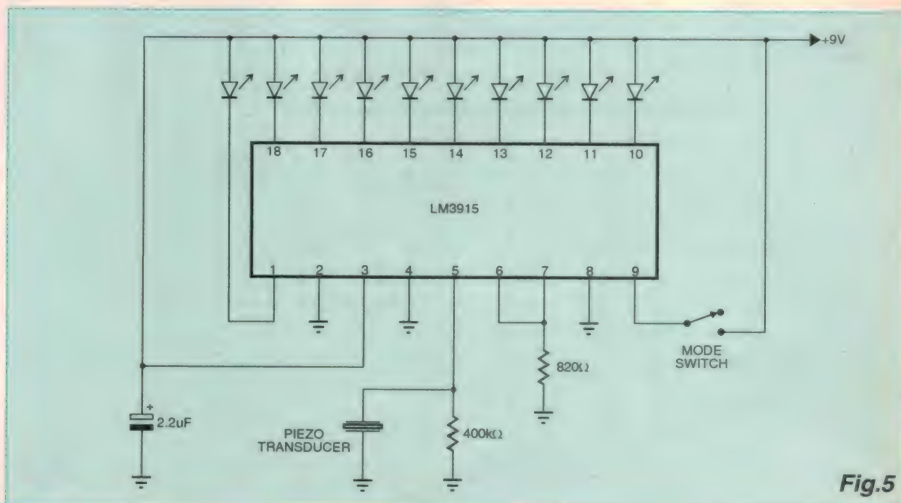 +9V
18 17 16 15 14 13 12 11 10
LM3915
1 2 3 4 5 6 7 8 9
MODE
SWITCH
820Ω
+
2.2uF
PIEZO
TRANSDUCER
400kΩ
Fig.5